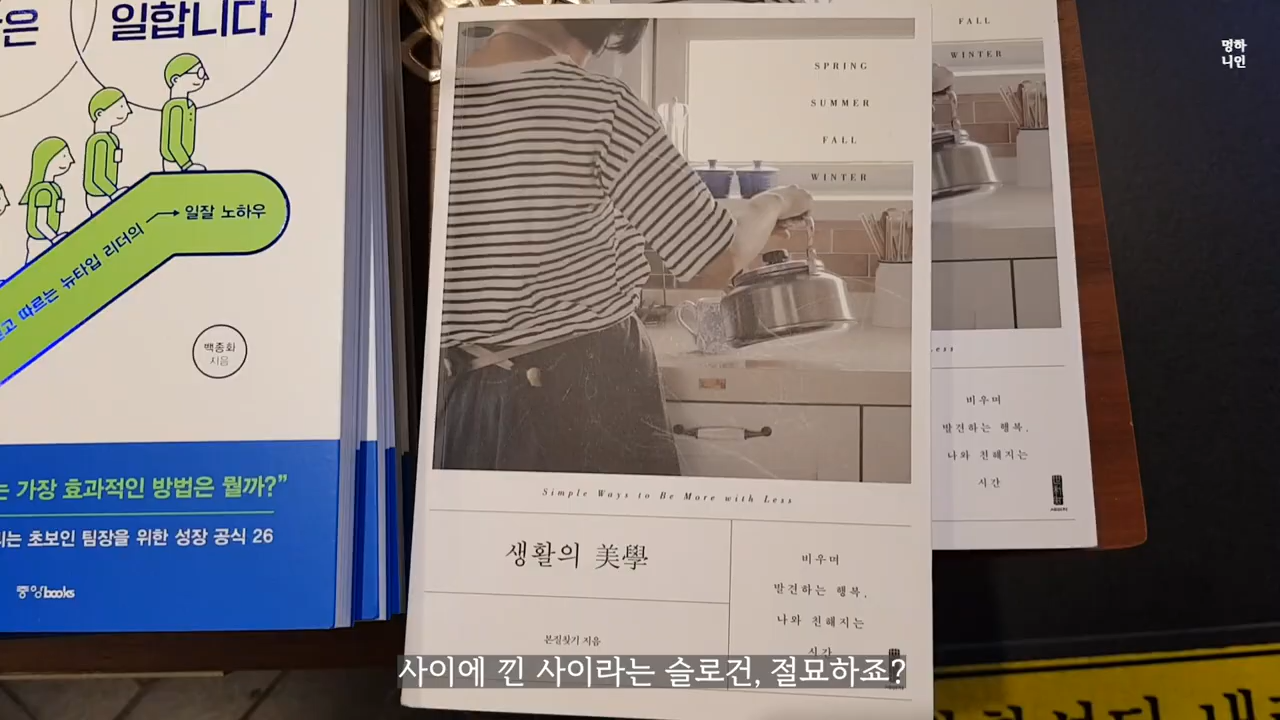 은
일합니다
따르는 뉴타입 리더의 → 일잘 노하우
백종화
지음
는 가장 효과적인 방법은 뭘까?”
되는 초보인 팀장을 위한 성장 공식 26
중앙books
SPRING
SUMMER
FALL
WINTER
Simple Ways to Be More with Less
생활의 美學
본질찾기 지음
비우며
발견하는 행복,
나와 친해지는
시간
FALL
WINTER
비우며
발견하는 행복,
나와 친해지는
시간
멍하
니인
사이에 낀 사이라는 슬로건, 절묘하죠?